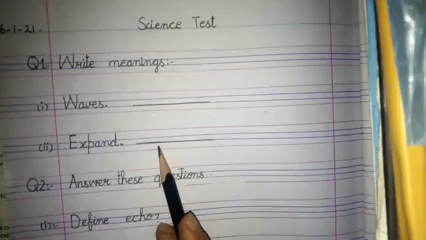 6-1-21.
Science Test
Q1:- Write meanings:-
(i) Waves.
(ii) Expand.
Q2:- Answer these questions.
(i):- Define echo?